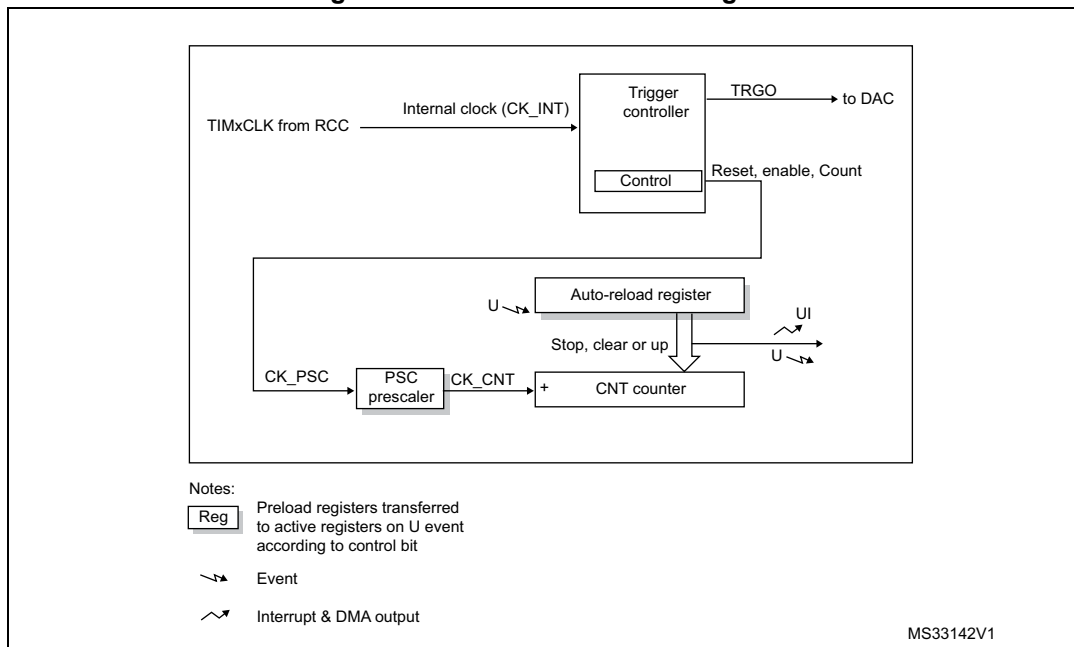 Trigger
controller
TRGO
to DAC
Internal clock (CK_INT)
TIMxCLK from RCC
Control
Reset, enable, Count
Auto-reload register
U
UI
Stop, clear or up
U
CK_PSC
PSC
prescaler
CK_CNT
+
CNT counter
Notes:
Reg
Preload registers transferred
to active registers on U event
according to control bit
Event
Interrupt & DMA output
MS33142V1